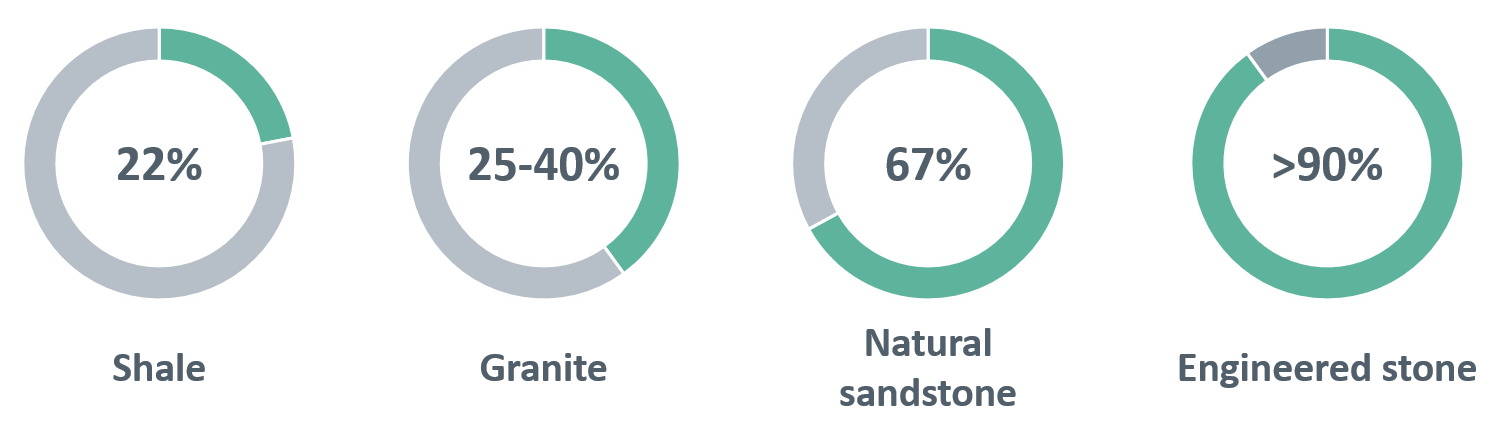 22%
25-40%
67%
>90%
Shale
Granite
Natural
sandstone
Engineered stone